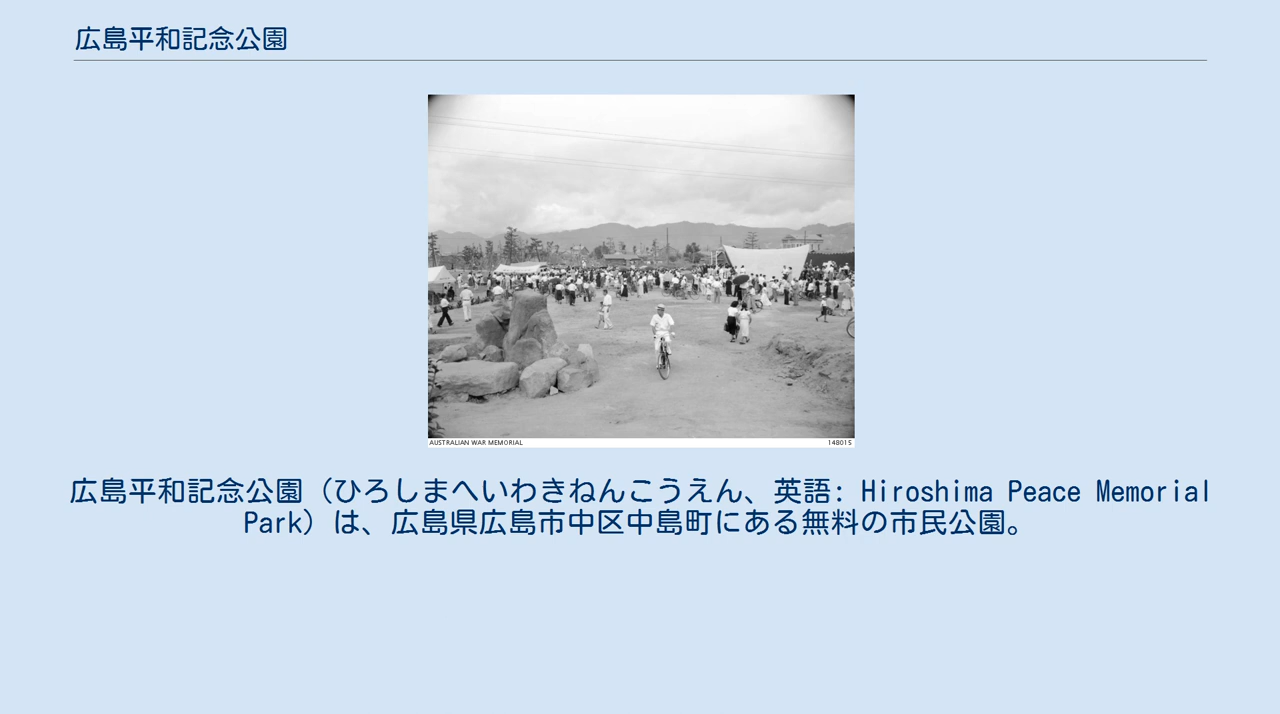 広島平和記念公園
AUSTRALIAN WAR MEMORIAL 148015
広島平和記念公園（ひろしまへいわきねんこうえん、英語: Hiroshima Peace Memorial
Park）は、広島県広島市中区中島町にある無料の市民公園。